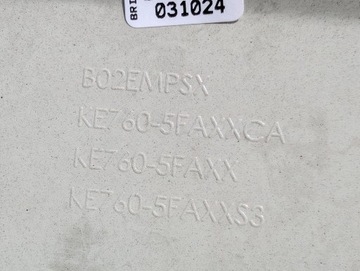 BRI
031024
B02EMPSX
KE760-5FAXXCA
KE760-5FAXX
KE760-5FAXXS3